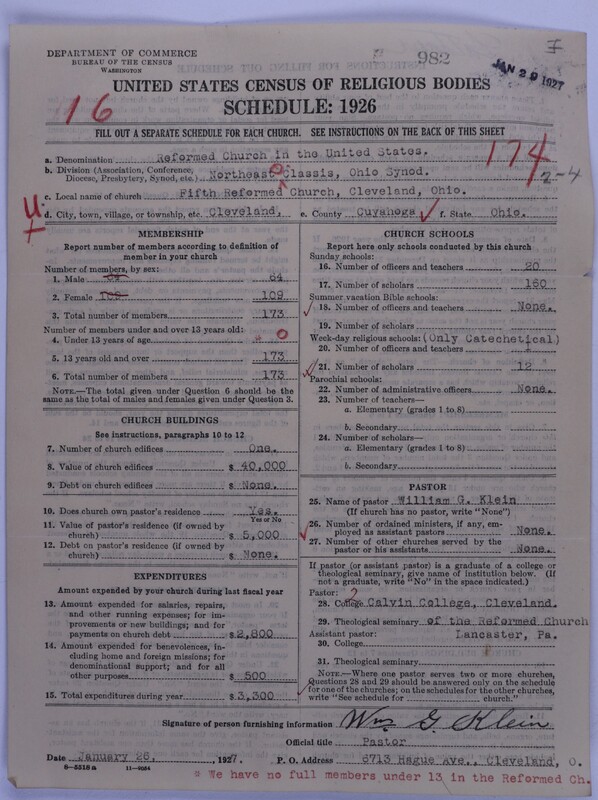 DEPARTMENT OF COMMERCE
BUREAU OF THE CENSUS
WASHINGTON
982
JAN 29 1927
I
UNITED STATES CENSUS OF RELIGIOUS BODIES
SCHEDULE: 1926
16
FILL OUT A SEPARATE SCHEDULE FOR EACH CHURCH. SEE INSTRUCTIONS ON THE BACK OF THIS SHEET
174
2-4
a. Denomination Reformed Church in the United States.
b. Division (Association, Conference, Diocese, Presbytery, Synod, etc.) Northeast O Classis, Ohio Synod.
c. Local name of church Fifth Reformed Church, Cleveland, Ohio.
U
d. City, town, village, or township, etc. Cleveland, e. County Cuyahoga f. State Ohio.
MEMBERSHIP
Report number of members according to definition of
member in your church
Number of members, by sex:
1. Male 64
2. Female 109
3. Total number of members 173
Number of members under and over 13 years old:
4. Under 13 years of age * 0
5. 13 years old and over 173
6. Total number of members 173
NOTE.—The total given under Question 6 should be the
same as the total of males and females given under Question 3.
CHURCH BUILDINGS
See instructions, paragraphs 10 to 12
7. Number of church edifices One.
8. Value of church edifices $ 40,000
9. Debt on church edifices $ None.
10. Does church own pastor's residence? Yes.
Yes or No
11. Value of pastor's residence (if owned by
church) $ 5,000
12. Debt on pastor's residence (if owned by
church) $ None.
EXPENDITURES
Amount expended by your church during last fiscal year
13. Amount expended for salaries, repairs,
and other running expenses; for im-
provements or new buildings; and for
payments on church debt $ 2,800
14. Amount expended for benevolences, in-
cluding home and foreign missions; for
denominational support; and for all
other purposes $ 500
15. Total expenditures during year $ 3,300
CHURCH SCHOOLS
Report here only schools conducted by this church
Sunday schools:
16. Number of officers and teachers 20
17. Number of scholars 160
Summer vacation Bible schools:
18. Number of officers and teachers None.
19. Number of scholars
Week-day religious schools: (Only Catechetical)
20. Number of officers and teachers 1
21. Number of scholars 12
Parochial schools:
22. Number of administrative officers None.
23. Number of teachers—
a. Elementary (grades 1 to 8)
b. Secondary
24. Number of scholars—
a. Elementary (grades 1 to 8)
b. Secondary
PASTOR
25. Name of pastor William G. Klein
(If church has no pastor, write "None")
26. Number of ordained ministers, if any, em-
ployed as assistant pastors None.
27. Number of other churches served by the
pastor or his assistants None.
If pastor (or assistant pastor) is a graduate of a college or
theological seminary, give name of institution below. (If
not a graduate, write "No" in the space indicated.)
Pastor: 2
28. College Calvin College, Cleveland.
29. Theological seminary of the Reformed Church
Assistant pastor: Lancaster, Pa.
30. College
31. Theological seminary
NOTE.—Where one pastor serves two or more churches,
Questions 28 and 29 should be answered only on the schedule
for one of the churches; on the schedules for the other churches,
write "See schedule for church."
Signature of person furnishing information Wm G. Klein
Official title Pastor
Date January 26, 1927. P. O. Address 6713 Hague Ave., Cleveland, O.
8-5318a 11-9264
* We have no full members under 13 in the Reformed Ch.